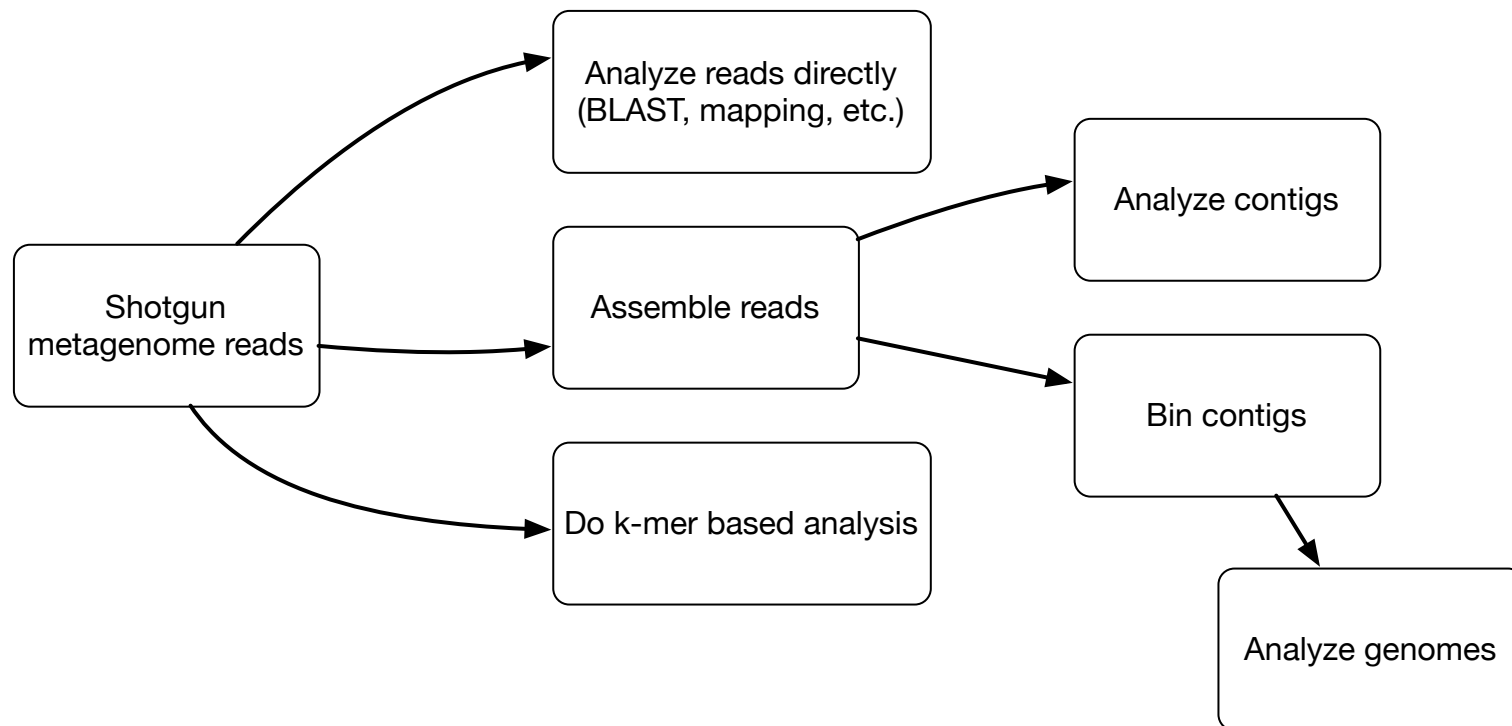 Analyze reads directly
(BLAST, mapping, etc.)
Analyze contigs
Shotgun
metagenome reads
Assemble reads
Bin contigs
Do k-mer based analysis
Analyze genomes